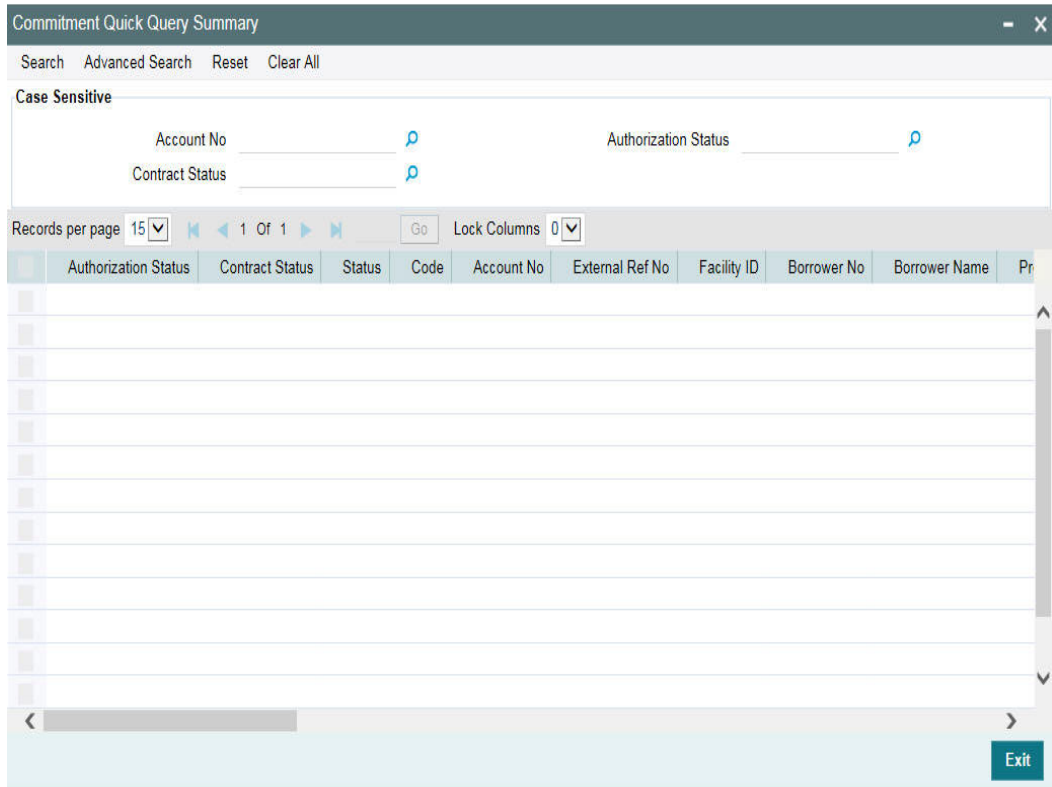 Commitment Quick Query Summary
Search Advanced Search Reset Clear All
Case Sensitive
Account No Authorization Status
Contract Status
Records per page 15 1 Of 1 Go Lock Columns 0
Authorization Status Contract Status Status Code Account No External Ref No Facility ID Borrower No Borrower Name
Exit